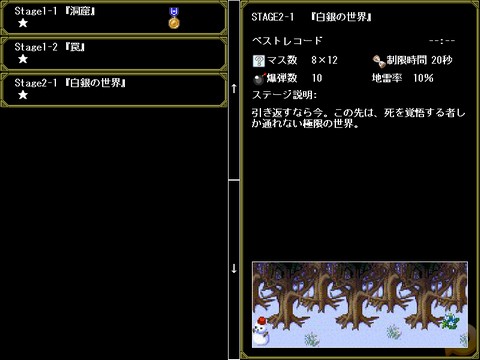 Stage1-1 『洞窟』
★
Stage1-2 『罠』
★
Stage2-1 『白銀の世界』
★
↑
↓
STAGE2-1 『白銀の世界』
ベストレコード --:--
マス数 8×12 制限時間 20秒
爆弾数 10 地雷率 10%
ステージ説明:
引き返すなら今。この先は、死を覚悟する者し
か通れない極限の世界。